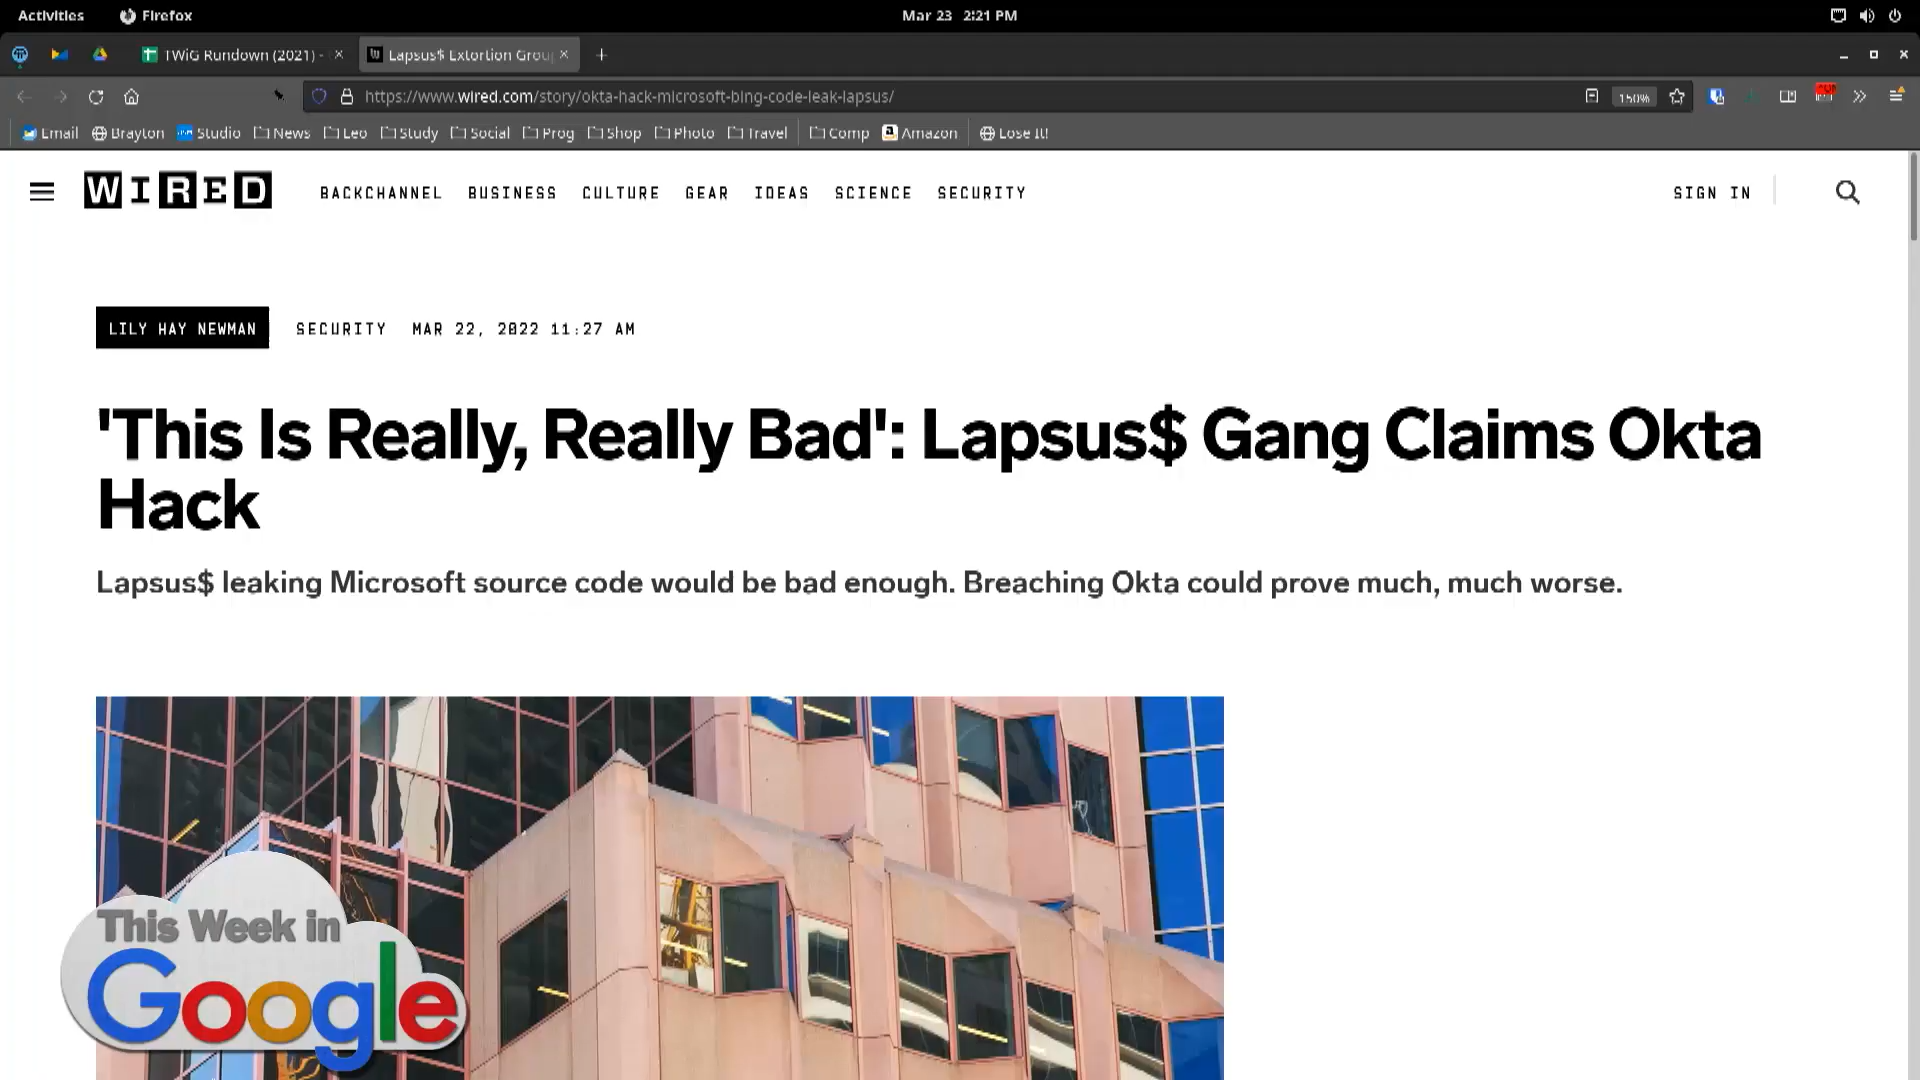 Activities Firefox Mar 23 2:21 PM
TWiG Rundown (2021) - Lapsus$ Extortion Group
https://www.wired.com/story/okta-hack-microsoft-bing-code-leak-lapsus/ 150%
Email Brayton Studio News Leo Study Social Prog Shop Photo Travel Comp Amazon Lose It!
WIRED BACKCHANNEL BUSINESS CULTURE GEAR IDEAS SCIENCE SECURITY SIGN IN
LILY HAY NEWMAN SECURITY MAR 22, 2022 11:27 AM
'This Is Really, Really Bad': Lapsus$ Gang Claims Okta
Hack
Lapsus$ leaking Microsoft source code would be bad enough. Breaching Okta could prove much, much worse.
This Week in
Google